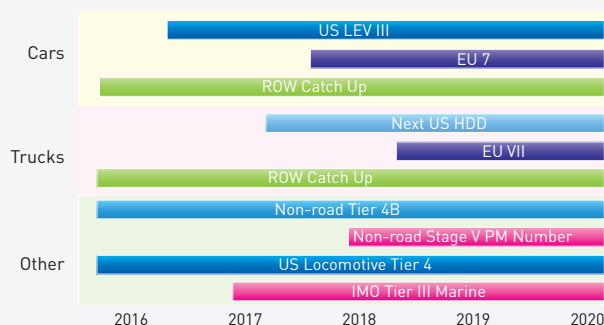 Cars
US LEV III
EU 7
ROW Catch Up
Trucks
Next US HDD
EU VII
ROW Catch Up
Other
Non-road Tier 4B
Non-road Stage V PM Number
US Locomotive Tier 4
IMO Tier III Marine
2016 2017 2018 2019 2020